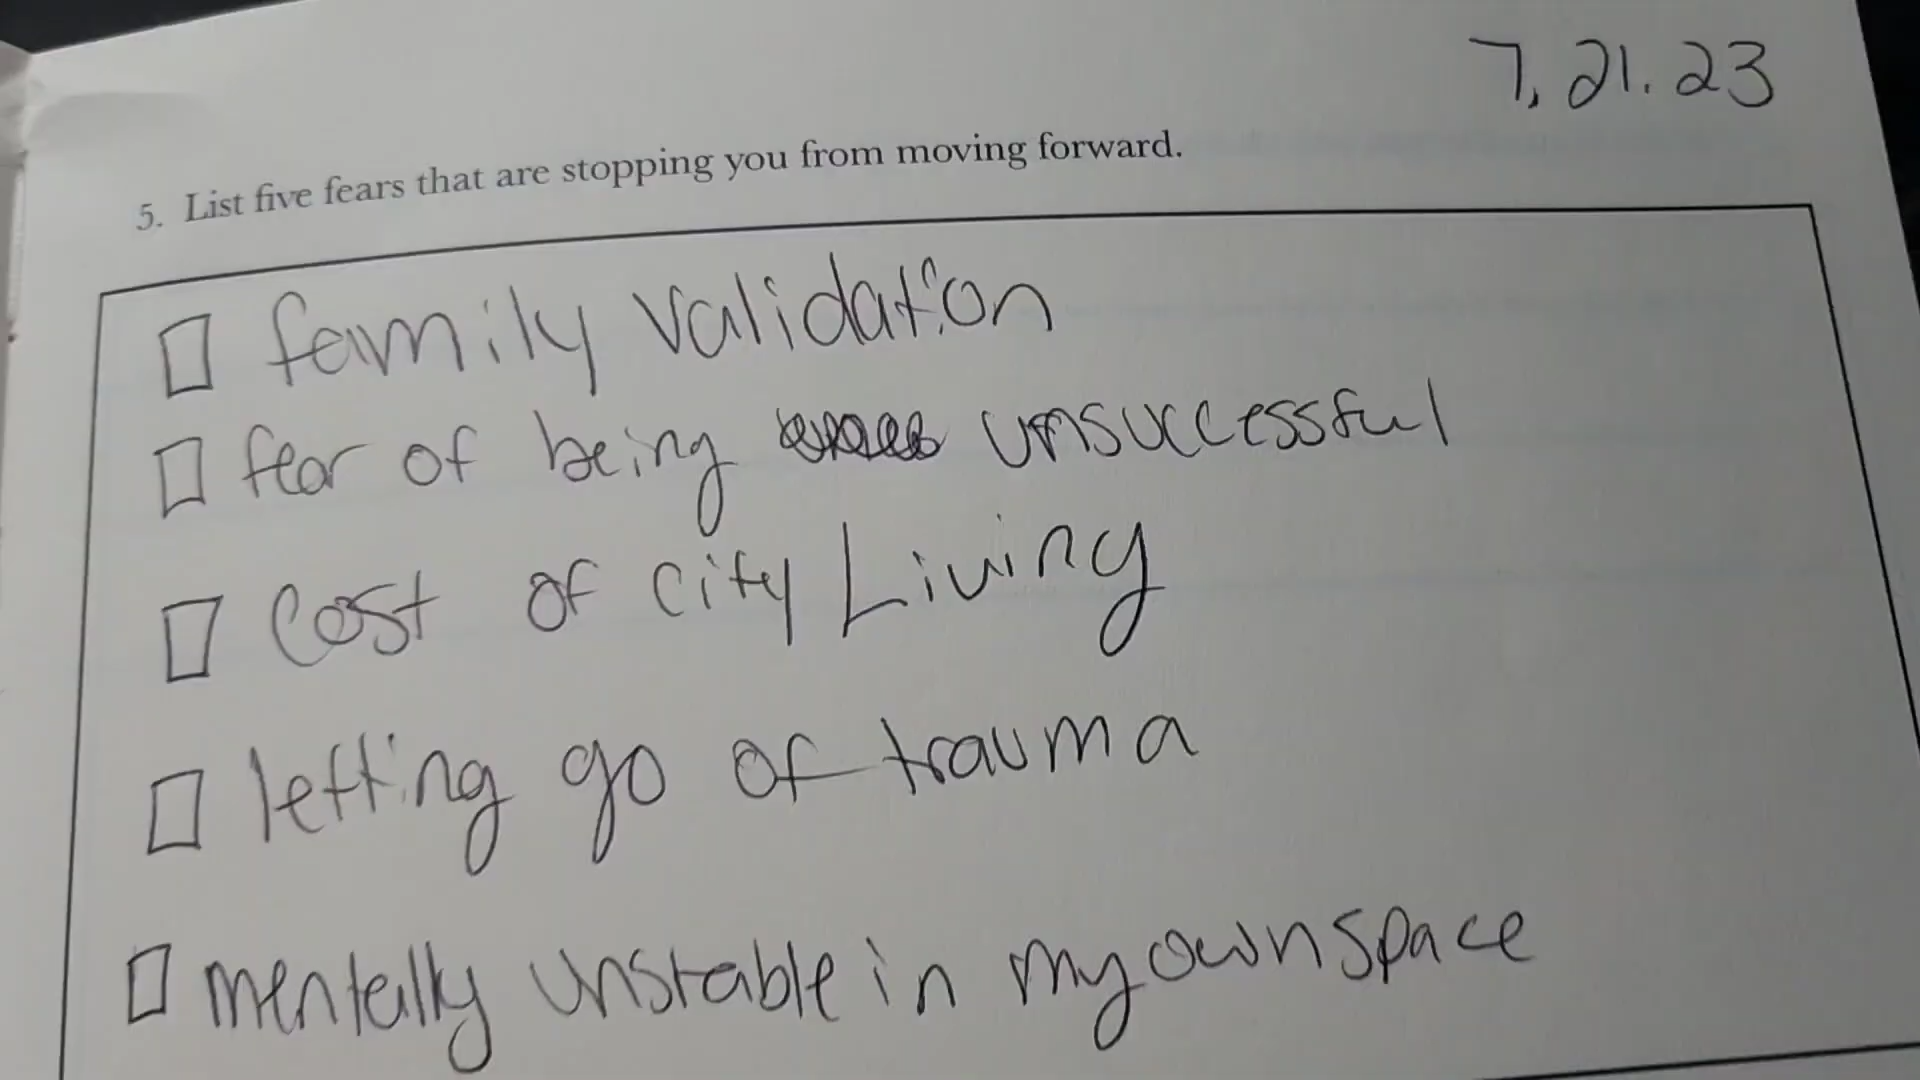 7, 21. 23
5. List five fears that are stopping you from moving forward.
family validation
fear of being unsuccessful
Cost of city Living
letting go of trauma
mentally unstable in my own space